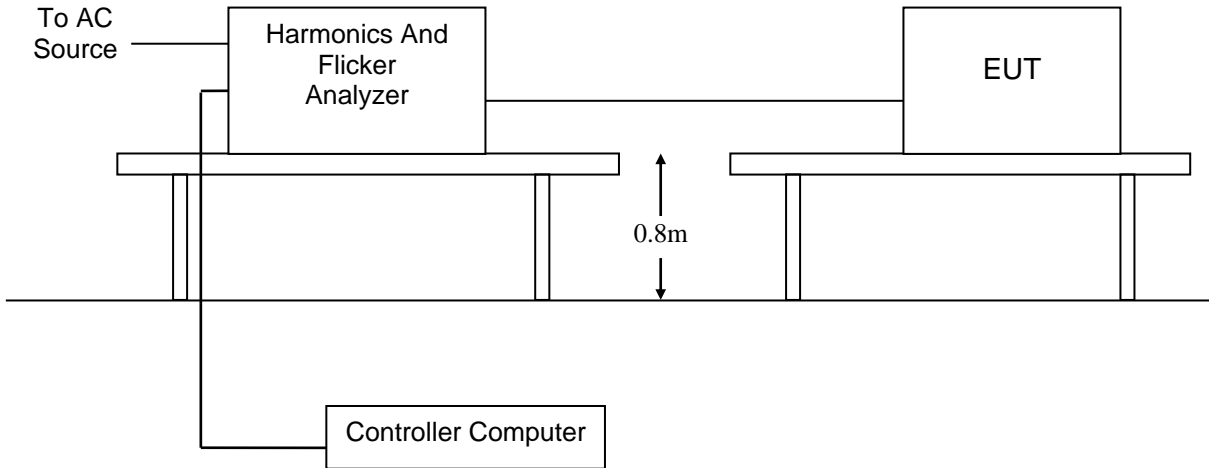 To AC
Source
Harmonics And
Flicker
Analyzer
EUT
0.8m
Controller Computer